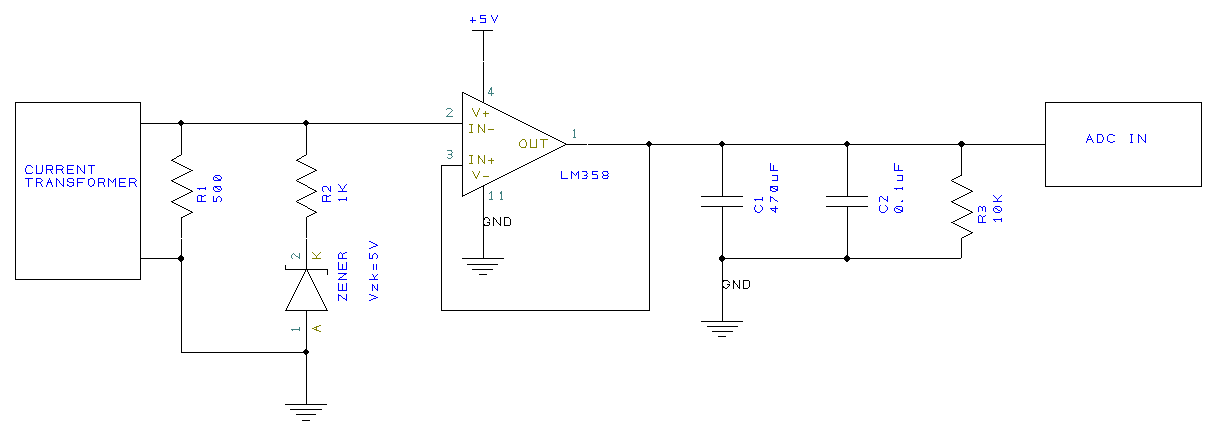 +5V
4
2
V+
IN-
1
OUT
3
IN+
V-
LM358
11
GND
CURRENT
TRANSFORMER
R1
500
R2
1K
2
K
ZENER
Vzk=5V
1
A
C1
470uF
C2
0.1uF
R3
10K
GND
ADC IN